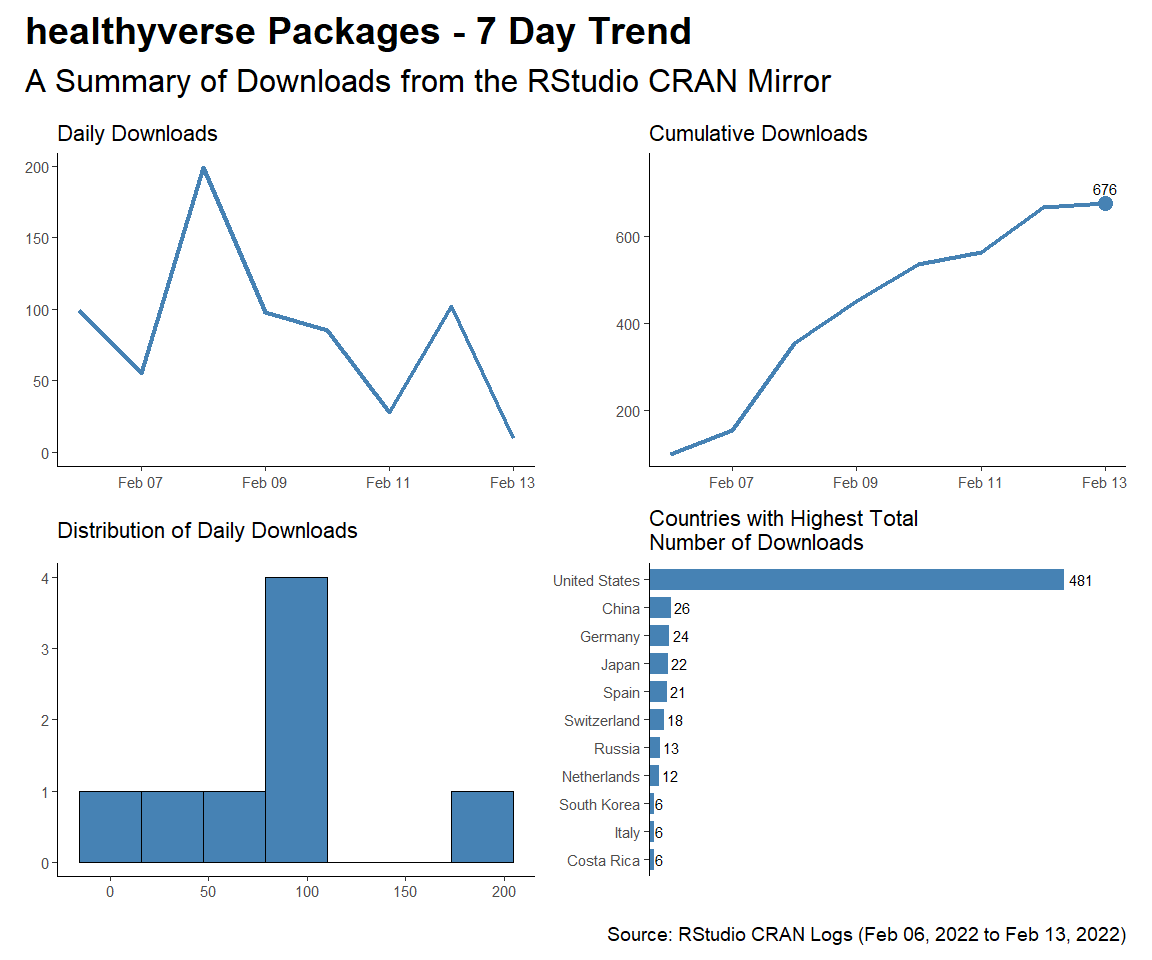 healthyverse Packages - 7 Day Trend
A Summary of Downloads from the RStudio CRAN Mirror
Daily Downloads
200
150
100
50
0
Feb 07
Feb 09
Feb 11
Feb 13
Cumulative Downloads
676
600
400
200
Feb 07
Feb 09
Feb 11
Feb 13
Distribution of Daily Downloads
4
3
2
1
0
0
50
100
150
200
Countries with Highest Total
Number of Downloads
United States 481
China 26
Germany 24
Japan 22
Spain 21
Switzerland 18
Russia 13
Netherlands 12
South Korea 6
Italy 6
Costa Rica 6
Source: RStudio CRAN Logs (Feb 06, 2022 to Feb 13, 2022)